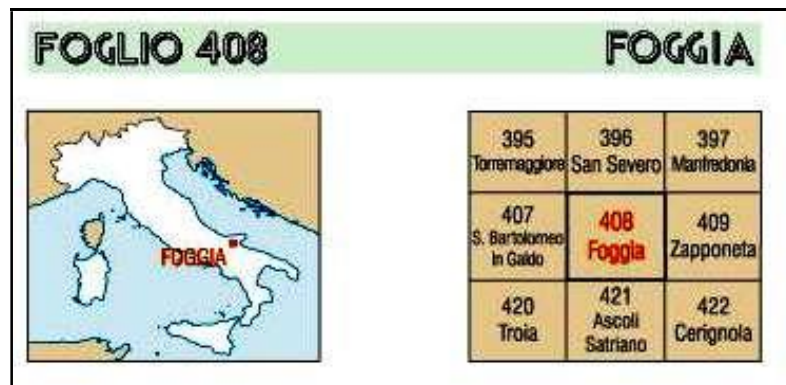 FOGLIO 408
FOGGIA
FOGGIA
395
Torremaggiore
396
San Severo
397
Manfredonia
407
S. Bartolomeo
in Galdo
408
Foggia
409
Zapponeta
420
Troia
421
Ascoli
Satriano
422
Cerignola